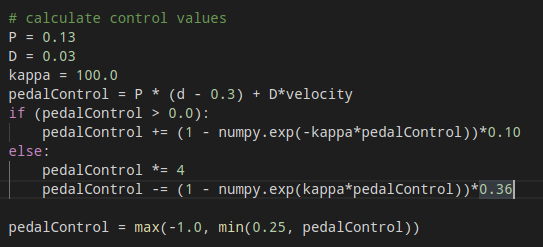 # calculate control values
P = 0.13
D = 0.03
kappa = 100.0
pedalControl = P * (d - 0.3) + D*velocity
if (pedalControl > 0.0):
    pedalControl += (1 - numpy.exp(-kappa*pedalControl))*0.10
else:
    pedalControl *= 4
    pedalControl -= (1 - numpy.exp(kappa*pedalControl))*0.36

pedalControl = max(-1.0, min(0.25, pedalControl))